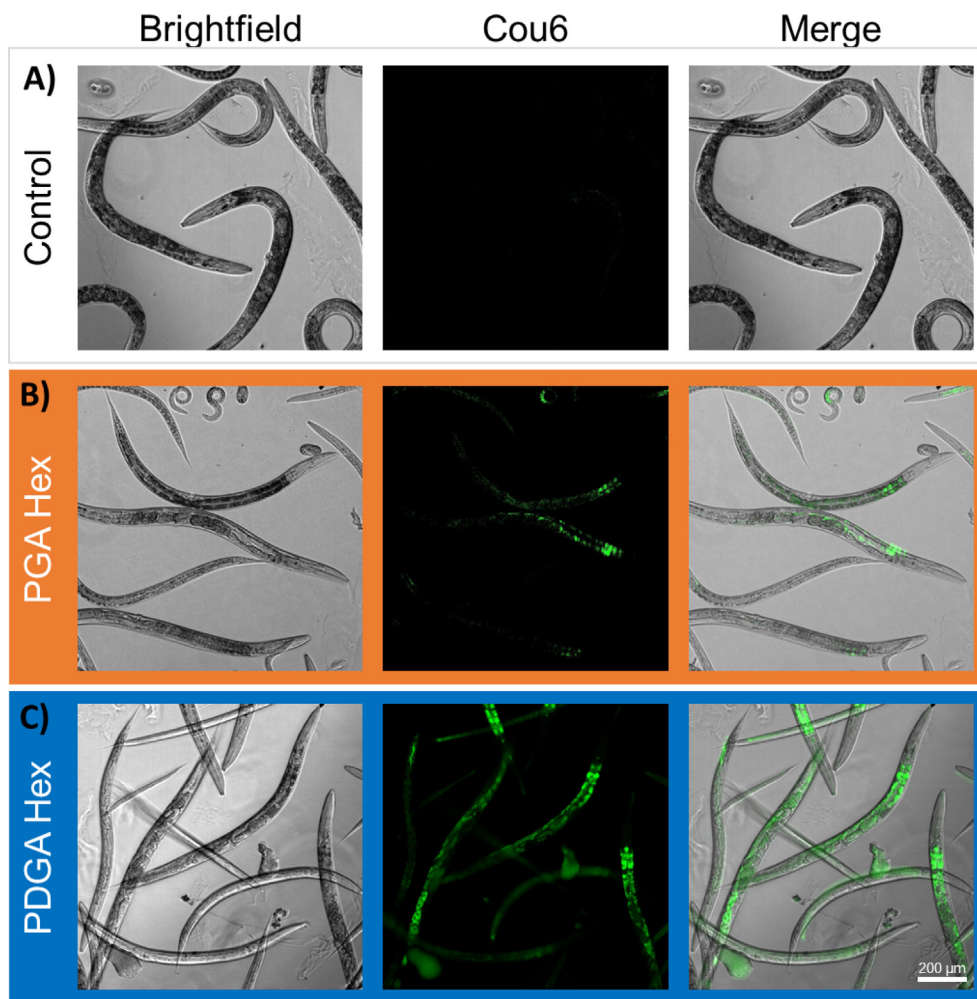 Brightfield Cou6 Merge
A)
Control
B)
PGA Hex
C)
PDGA Hex
200 µm